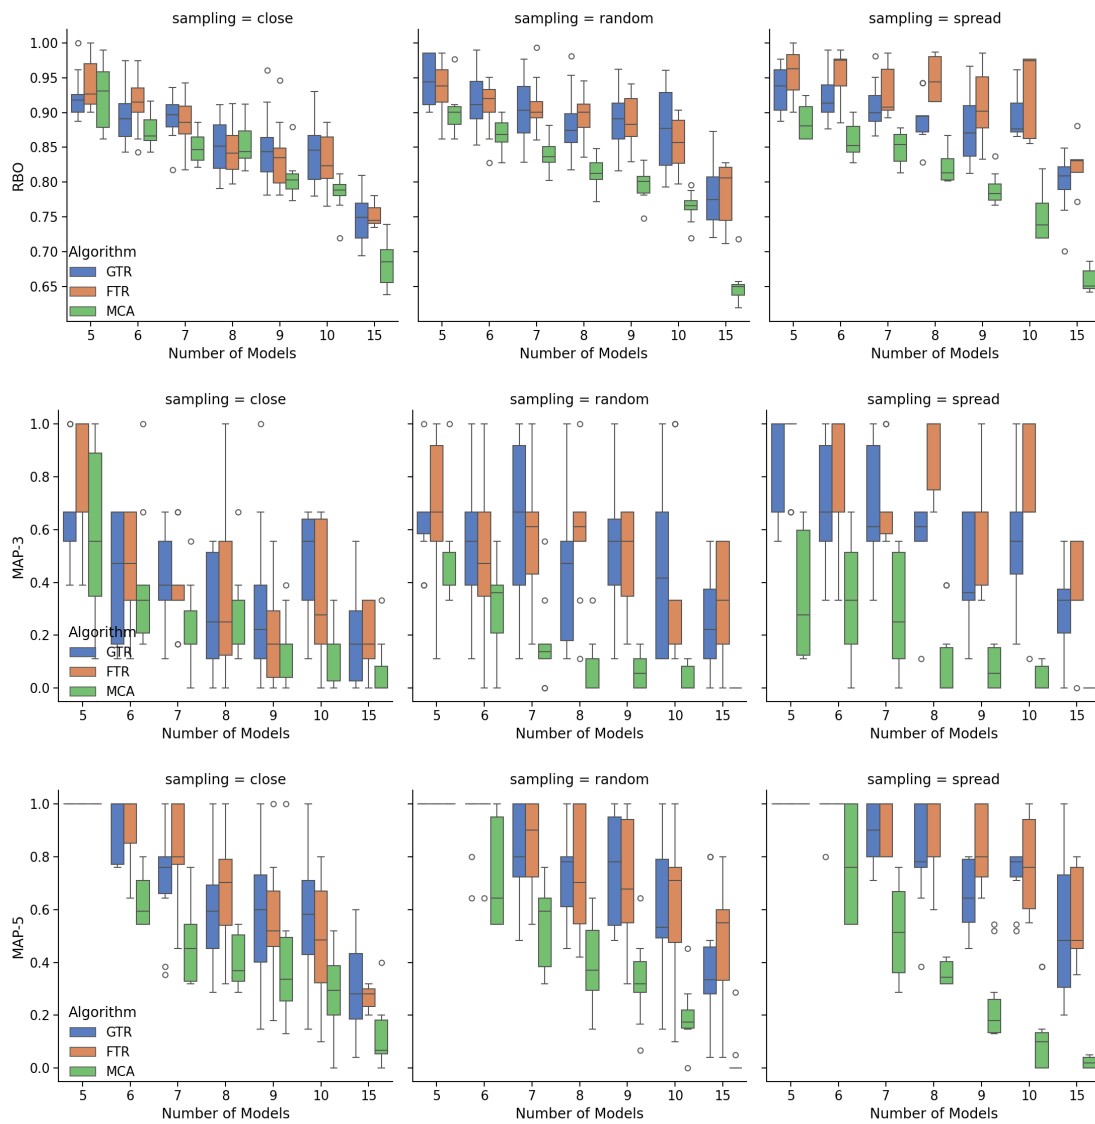 sampling = close
sampling = random
sampling = spread
1.00
0.95
0.90
0.85
0.80
0.75
0.70
0.65
RBO
Algorithm
GTR
FTR
MCA
5 6 7 8 9 10 15
5 6 7 8 9 10 15
5 6 7 8 9 10 15
Number of Models
Number of Models
Number of Models
sampling = close
sampling = random
sampling = spread
1.0
0.8
0.6
0.4
0.2
0.0
MAP-3
Algorithm
GTR
FTR
MCA
5 6 7 8 9 10 15
5 6 7 8 9 10 15
5 6 7 8 9 10 15
Number of Models
Number of Models
Number of Models
sampling = close
sampling = random
sampling = spread
1.0
0.8
0.6
0.4
0.2
0.0
MAP-5
Algorithm
GTR
FTR
MCA
5 6 7 8 9 10 15
5 6 7 8 9 10 15
5 6 7 8 9 10 15
Number of Models
Number of Models
Number of Models